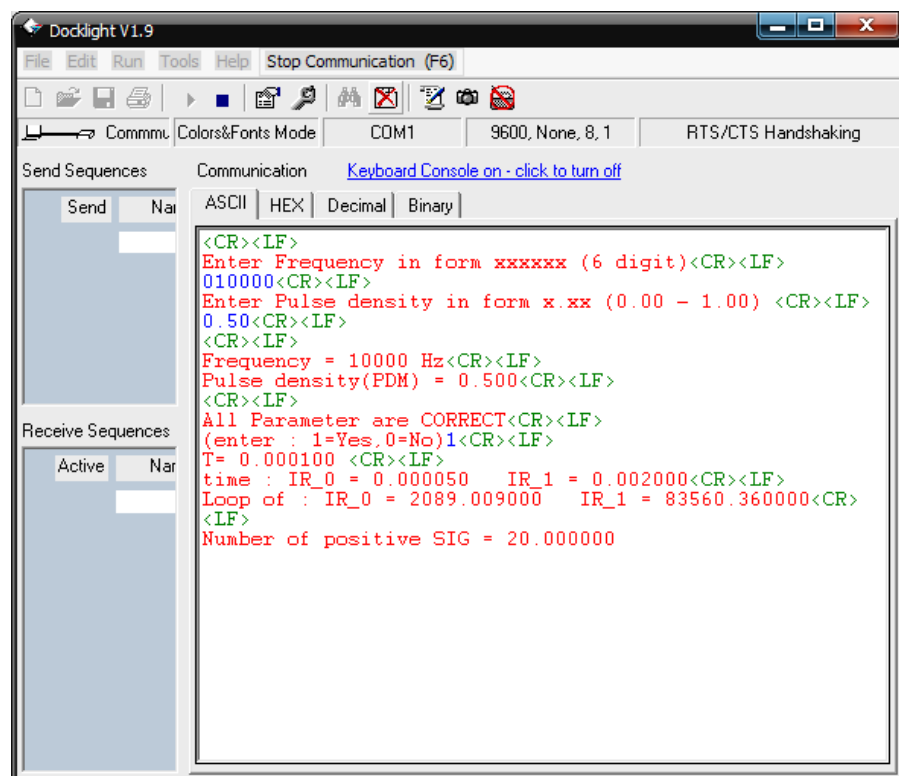 Docklight V1.9
File Edit Run Tools Help Stop Communication (F6)
Commmu Colors&Fonts Mode COM1 9600, None, 8, 1 RTS/CTS Handshaking
Send Sequences
Send Nar
Receive Sequences
Active Nar
Communication Keyboard Console on - click to turn off
ASCII HEX Decimal Binary
<CR><LF>
Enter Frequency in form xxxxxx (6 digit)<CR><LF>
010000<CR><LF>
Enter Pulse density in form x.xx (0.00 - 1.00) <CR><LF>
0.50<CR><LF>
<CR><LF>
Frequency = 10000 Hz<CR><LF>
Pulse density(PDM) = 0.500<CR><LF>
<CR><LF>
All Parameter are CORRECT<CR><LF>
(enter : 1=Yes,0=No)1<CR><LF>
T= 0.000100 <CR><LF>
time : IR_0 = 0.000050   IR_1 = 0.002000<CR><LF>
Loop of : IR_0 = 2089.009000   IR_1 = 83560.360000<CR>
<LF>
Number of positive SIG = 20.000000